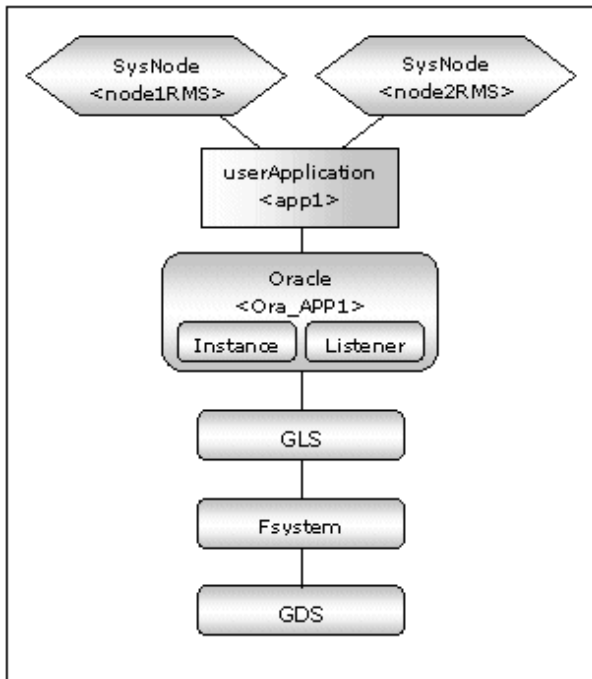 SysNode
<node1RMS>
SysNode
<node2RMS>
userApplication
<app1>
Oracle
<Ora_APP1>
Instance
Listener
GLS
Fsystem
GDS